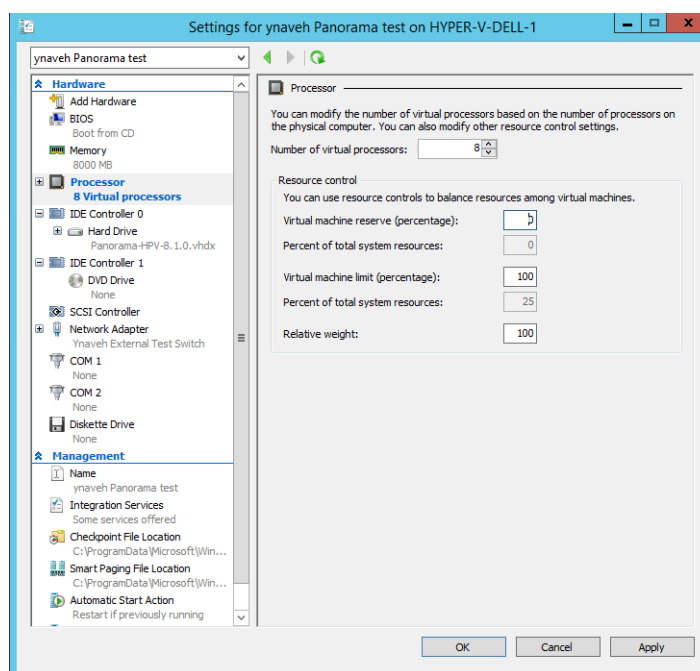 Settings for ynaveh Panorama test on HYPER-V-DELL-1
ynaveh Panorama test
Hardware
Add Hardware
BIOS
Boot from CD
Memory
8000 MB
Processor
8 Virtual processors
IDE Controller 0
Hard Drive
Panorama-HPV-8.1.0.vhdx
IDE Controller 1
DVD Drive
None
SCSI Controller
Network Adapter
Ynaveh External Test Switch
COM 1
None
COM 2
None
Diskette Drive
None
Management
Name
ynaveh Panorama test
Integration Services
Some services offered
Checkpoint File Location
C:\ProgramData\Microsoft\Win...
Smart Paging File Location
C:\ProgramData\Microsoft\Win...
Automatic Start Action
Restart if previously running
Processor
You can modify the number of virtual processors based on the number of processors on
the physical computer. You can also modify other resource control settings.
Number of virtual processors: 8
Resource control
You can use resource controls to balance resources among virtual machines.
Virtual machine reserve (percentage):
Percent of total system resources: 0
Virtual machine limit (percentage): 100
Percent of total system resources: 25
Relative weight: 100
OK Cancel Apply